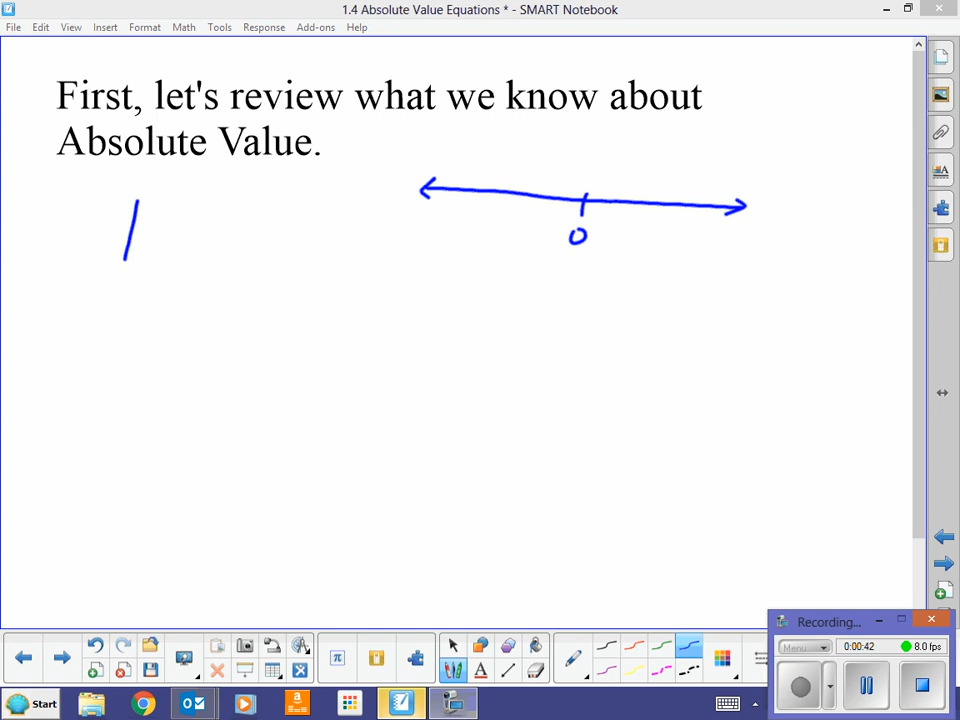 1.4 Absolute Value Equations * - SMART Notebook
File Edit View Insert Format Math Tools Response Add-ons Help
First, let's review what we know about
Absolute Value.
0
Recording...
Menu 0:00:42 8.0 fps
Start